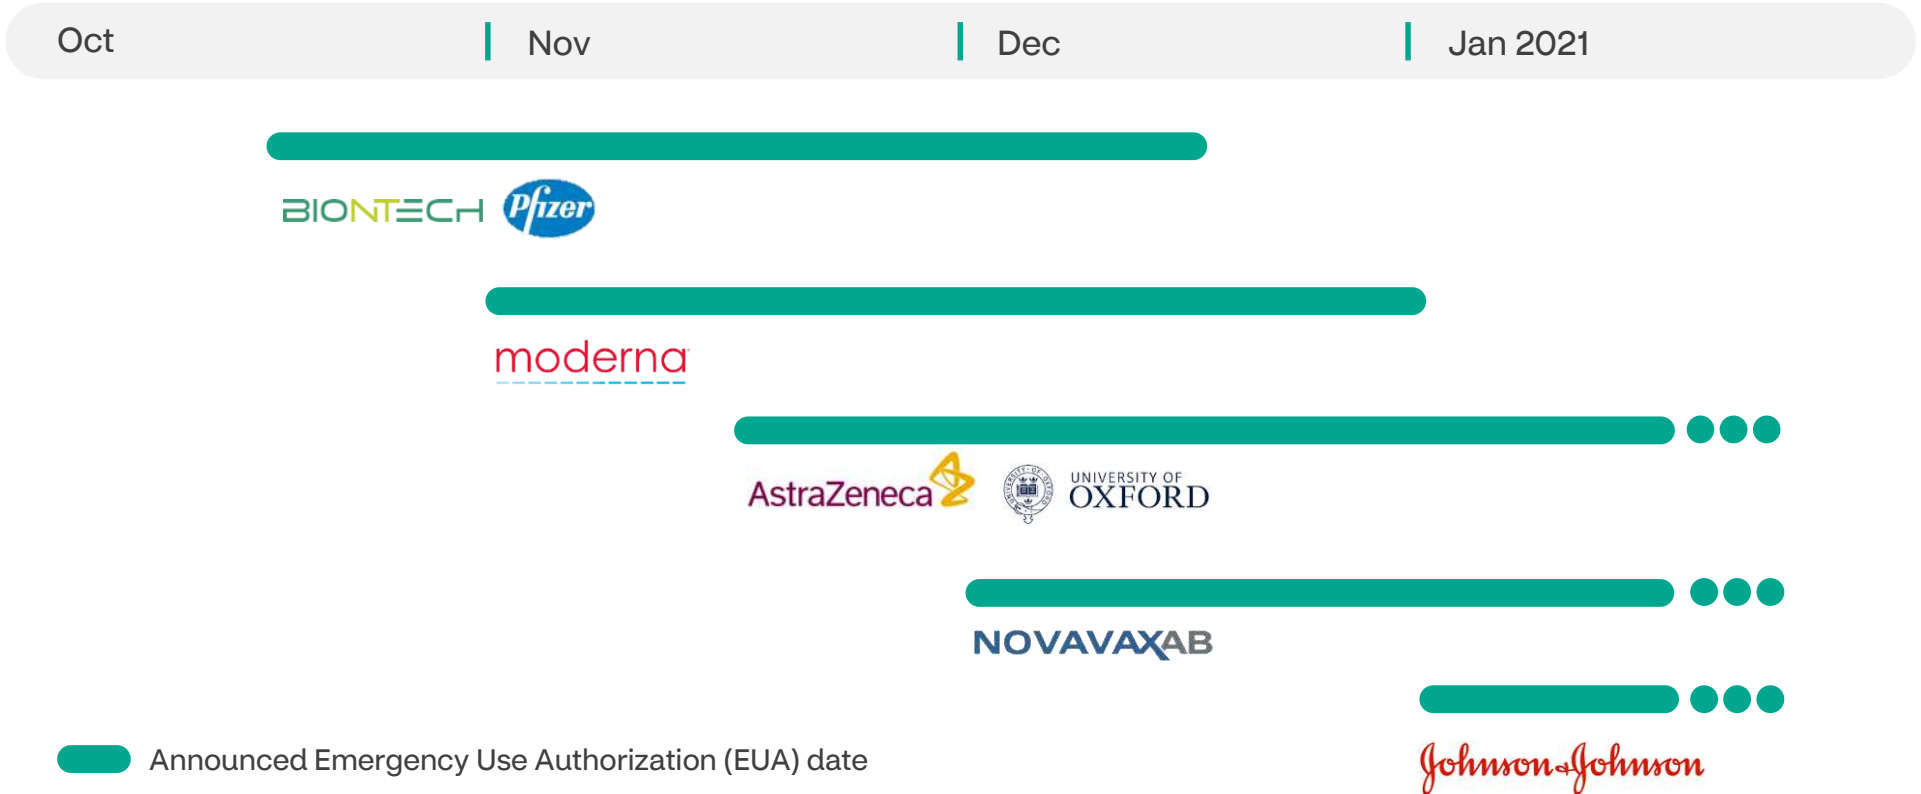 Oct
Nov
Dec
Jan 2021
BIONTECH
Pfizer
moderna
AstraZeneca
UNIVERSITY OF
OXFORD
NOVAVAXAB
Announced Emergency Use Authorization (EUA) date
Johnson&Johnson